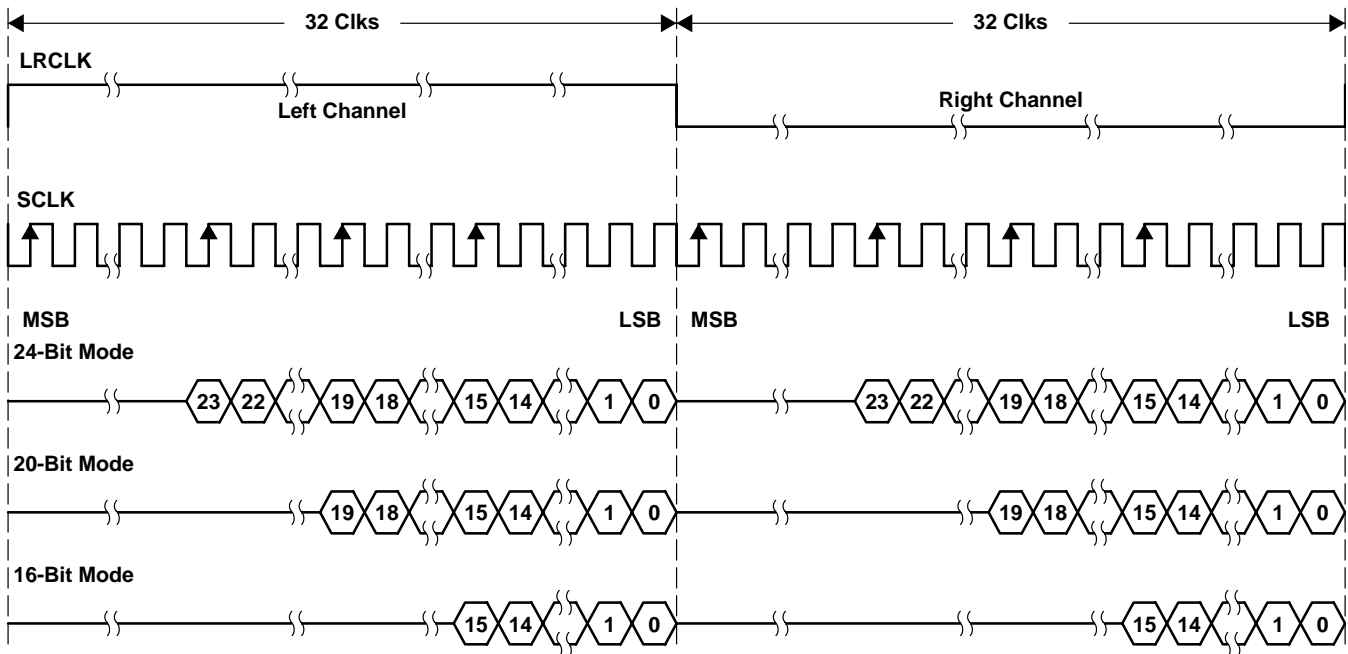 32 Clks 32 Clks
LRCLK
Left Channel Right Channel
SCLK
MSB LSB MSB LSB
24-Bit Mode
23 22 19 18 15 14 1 0 23 22 19 18 15 14 1 0
20-Bit Mode
19 18 15 14 1 0 19 18 15 14 1 0
16-Bit Mode
15 14 1 0 15 14 1 0